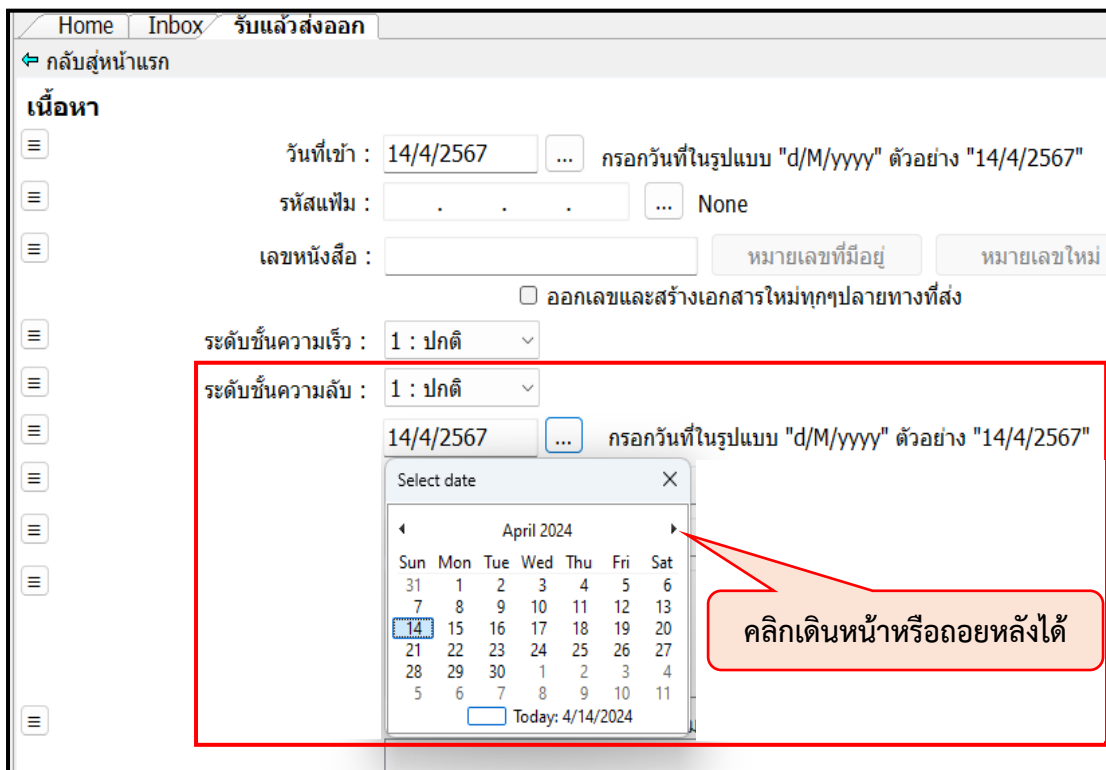 Home Inbox รับแล้วส่งออก
กลับสู่หน้าแรก
เนื้อหา
วันที่เข้า : 14/4/2567 ... กรอกวันที่ในรูปแบบ "d/M/yyyy" ตัวอย่าง "14/4/2567"
รหัสแฟ้ม : . . . ... None
เลขหนังสือ : หมายเลขที่มีอยู่ หมายเลขใหม่
ออกเลขและสร้างเอกสารใหม่ทุกๆปลายทางที่ส่ง
ระดับชั้นความเร็ว : 1 : ปกติ
ระดับชั้นความลับ : 1 : ปกติ
14/4/2567 ... กรอกวันที่ในรูปแบบ "d/M/yyyy" ตัวอย่าง "14/4/2567"
Select date
April 2024
Sun Mon Tue Wed Thu Fri Sat
31 1 2 3 4 5 6
7 8 9 10 11 12 13
14 15 16 17 18 19 20
21 22 23 24 25 26 27
28 29 30 1 2 3 4
5 6 7 8 9 10 11
Today: 4/14/2024
คลิกเดินหน้าหรือถอยหลังได้